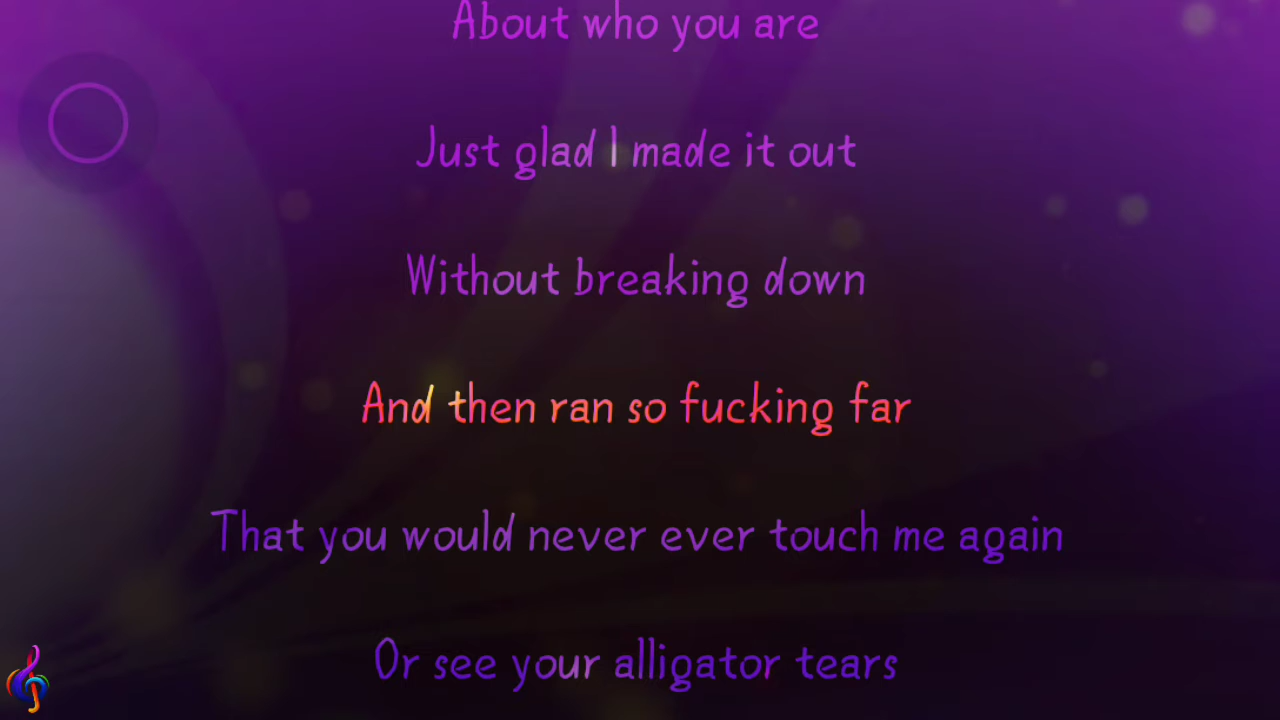 About who you are
Just glad I made it out
Without breaking down
And then ran so fucking far
That you would never ever touch me again
Or see your alligator tears